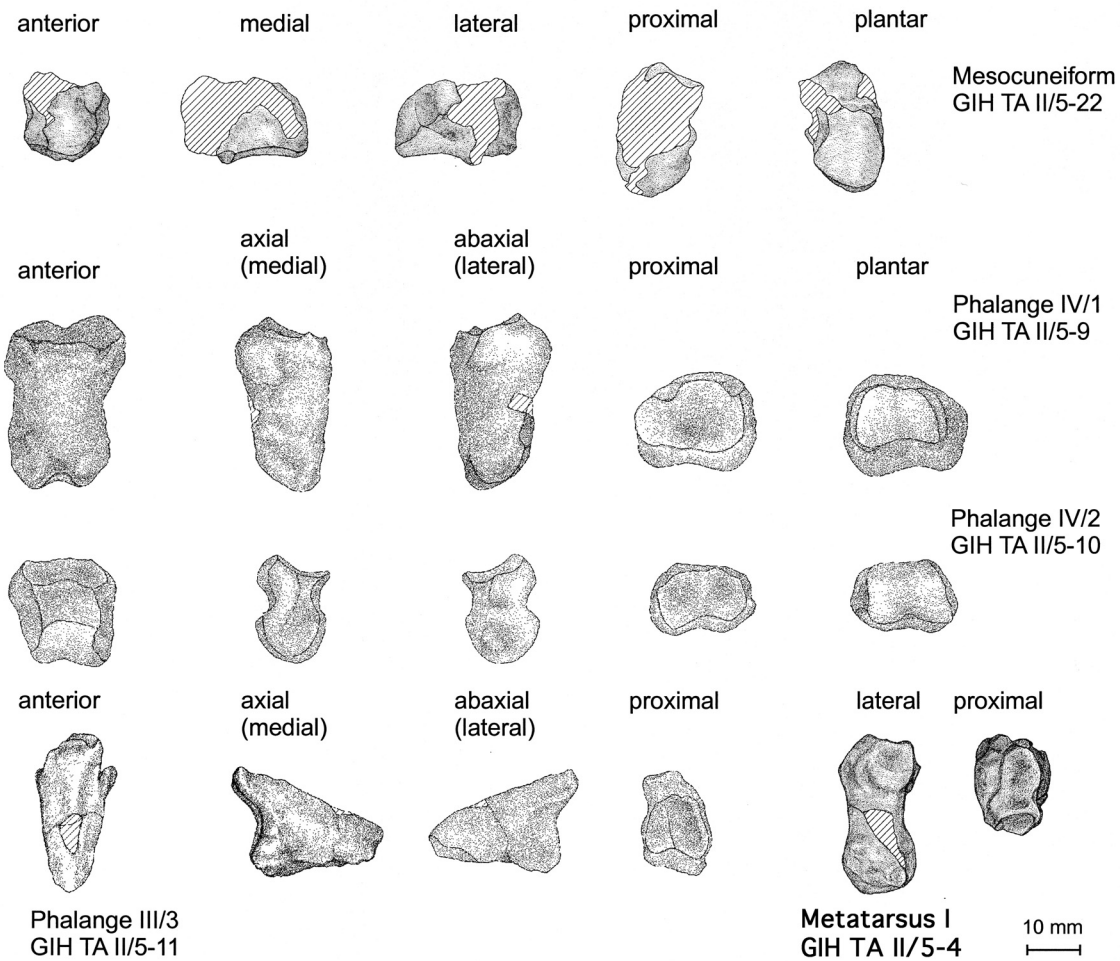 anterior medial lateral proximal plantar
Mesocuneiform
GIH TA II/5-22
anterior axial abaxial proximal plantar
(medial) (lateral)
Phalange IV/1
GIH TA II/5-9
Phalange IV/2
GIH TA II/5-10
anterior axial abaxial proximal lateral proximal
(medial) (lateral)
Phalange III/3
GIH TA II/5-11
Metatarsus I
GIH TA II/5-4
10 mm